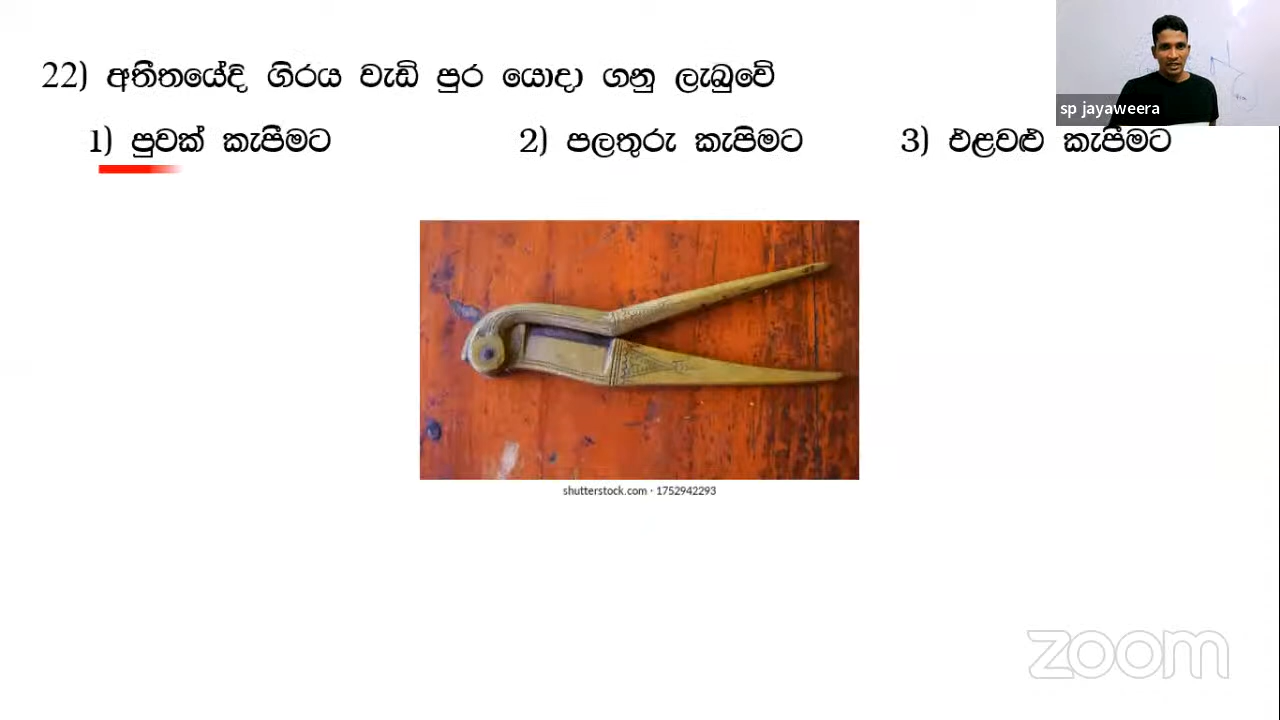 22) අතීතයේදි ගිරය වැඩි පුර යොදා ගනු ලැබුවේ
sp jayaweera
1) පුවක් කැපීමට 2) පලතුරු කැපිමට 3) එළවළු කැපීමට
shutterstock.com · 1752942293
zoom